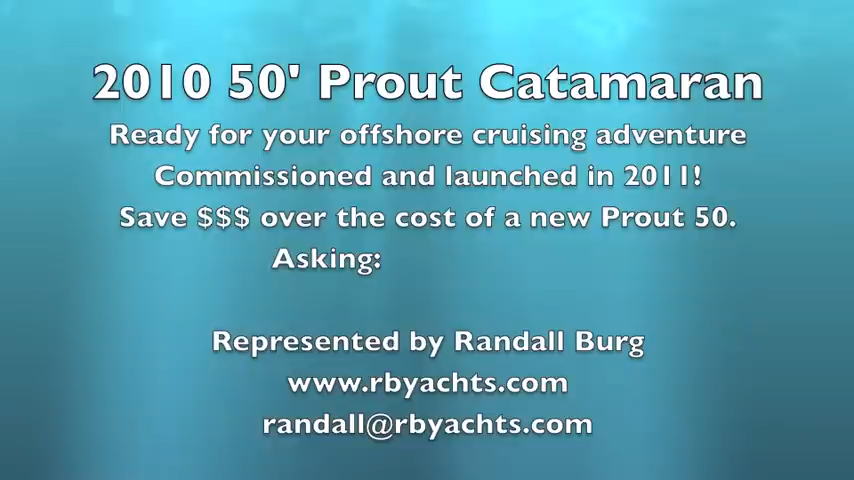 2010 50' Prout Catamaran
Ready for your offshore cruising adventure
Commissioned and launched in 2011!
Save $$$ over the cost of a new Prout 50.
Asking:
Represented by Randall Burg
www.rbyachts.com
randall@rbyachts.com